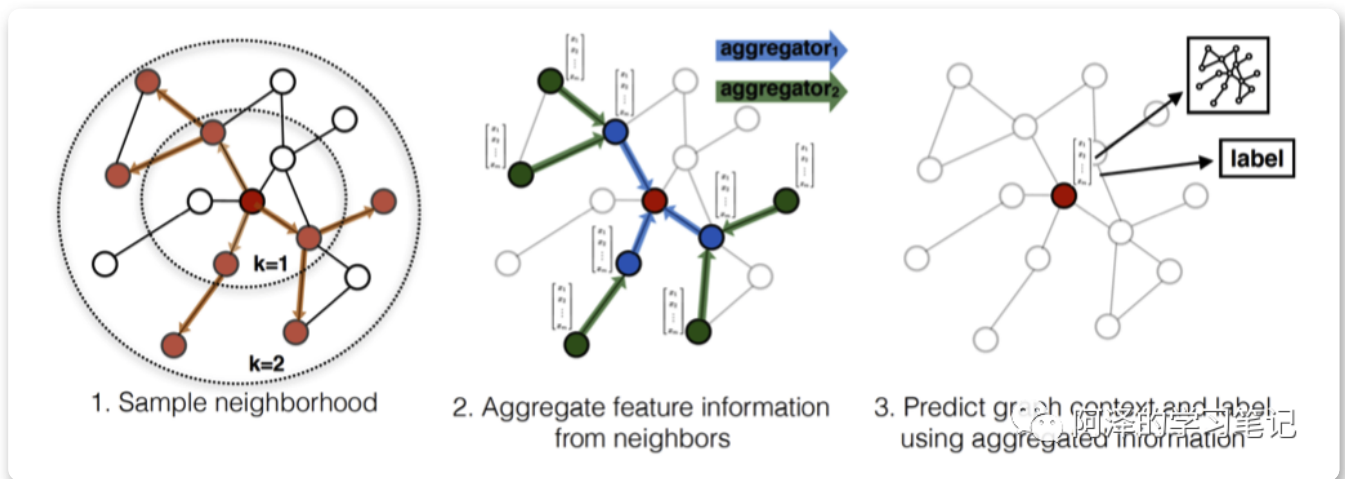 aggregator₁
aggregator₂
label
k=1
k=2
1. Sample neighborhood
2. Aggregate feature information
from neighbors
3. Predict graph context and label
using aggregated information
阿泽的学习笔记